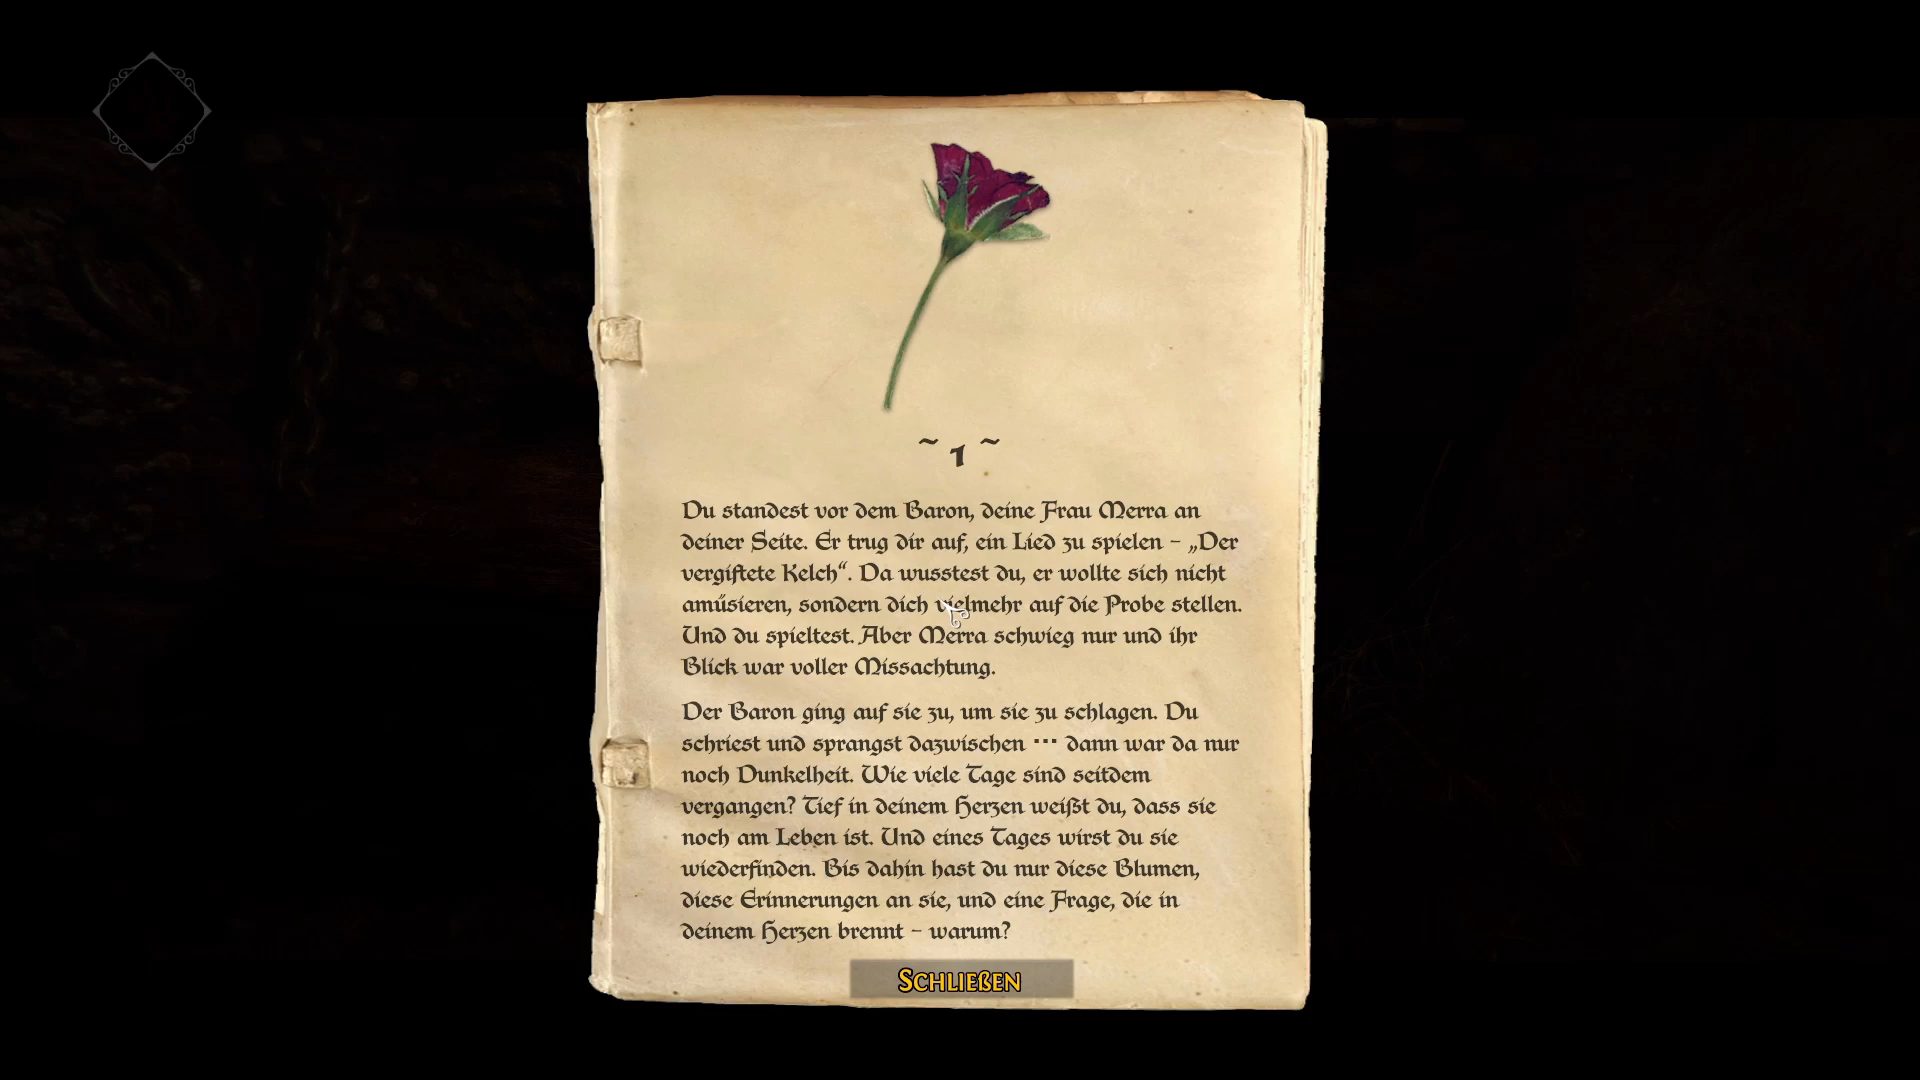 ~ 1 ~
Du standest vor dem Baron, deine Frau Merra an
deiner Seite. Er trug dir auf, ein Lied zu spielen – „Der
vergiftete Kelch“. Da wusstest du, er wollte sich nicht
amüsieren, sondern dich vielmehr auf die Probe stellen.
Und du spieltest. Aber Merra schwieg nur und ihr
Blick war voller Missachtung.
Der Baron ging auf sie zu, um sie zu schlagen. Du
schriest und sprangst dazwischen ... dann war da nur
noch Dunkelheit. Wie viele Tage sind seitdem
vergangen? Tief in deinem Herzen weißt du, dass sie
noch am Leben ist. Und eines Tages wirst du sie
wiederfinden. Bis dahin hast du nur diese Blumen,
diese Erinnerungen an sie, und eine Frage, die in
deinem Herzen brennt – warum?
Schließen